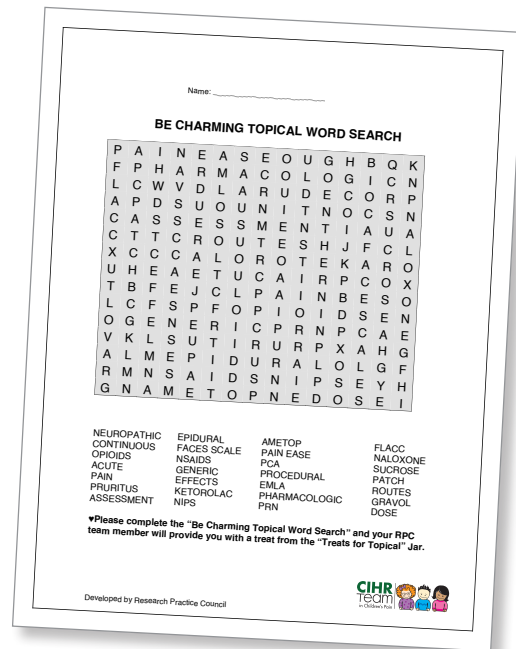 Name:
BE CHARMING TOPICAL WORD SEARCH
P A I N E A S E O U G H B Q K
F P H A R M A C O L O G I C N
L C W V D L A R U D E C O R P
A P D S U O U N I T N O C S N
C A S S E S S M E N T I A U A
C T T C R O U T E S H J F C L
X C C C A L O R O T E K A R O
U H E A E T U C A I R P C O X
T B F E J C L P A I N B E S O
L C F S P F O P I O I D S E N
O G E N E R I C P R N P C A E
V K L S U T I R U R P X A H G
A L M E P I D U R A L O L G F
R M N S A I D S N I P S E Y H
G N A M E T O P N E D O S E I
NEUROPATHIC EPIDURAL AMETOP FLACC
CONTINUOUS FACES SCALE PAIN EASE NALOXONE
OPIOIDS NSAIDS PCA SUCROSE
ACUTE GENERIC PROCEDURAL PATCH
PAIN EFFECTS EMLA ROUTES
PRURITUS KETOROLAC PHARMACOLOGIC GRAVOL
ASSESSMENT NIPS PRN DOSE
♥Please complete the “Be Charming Topical Word Search” and your RPC
team member will provide you with a treat from the “Treats for Topical” Jar.
Developed by Research Practice Council
CIHR
Team
in Children's Pain